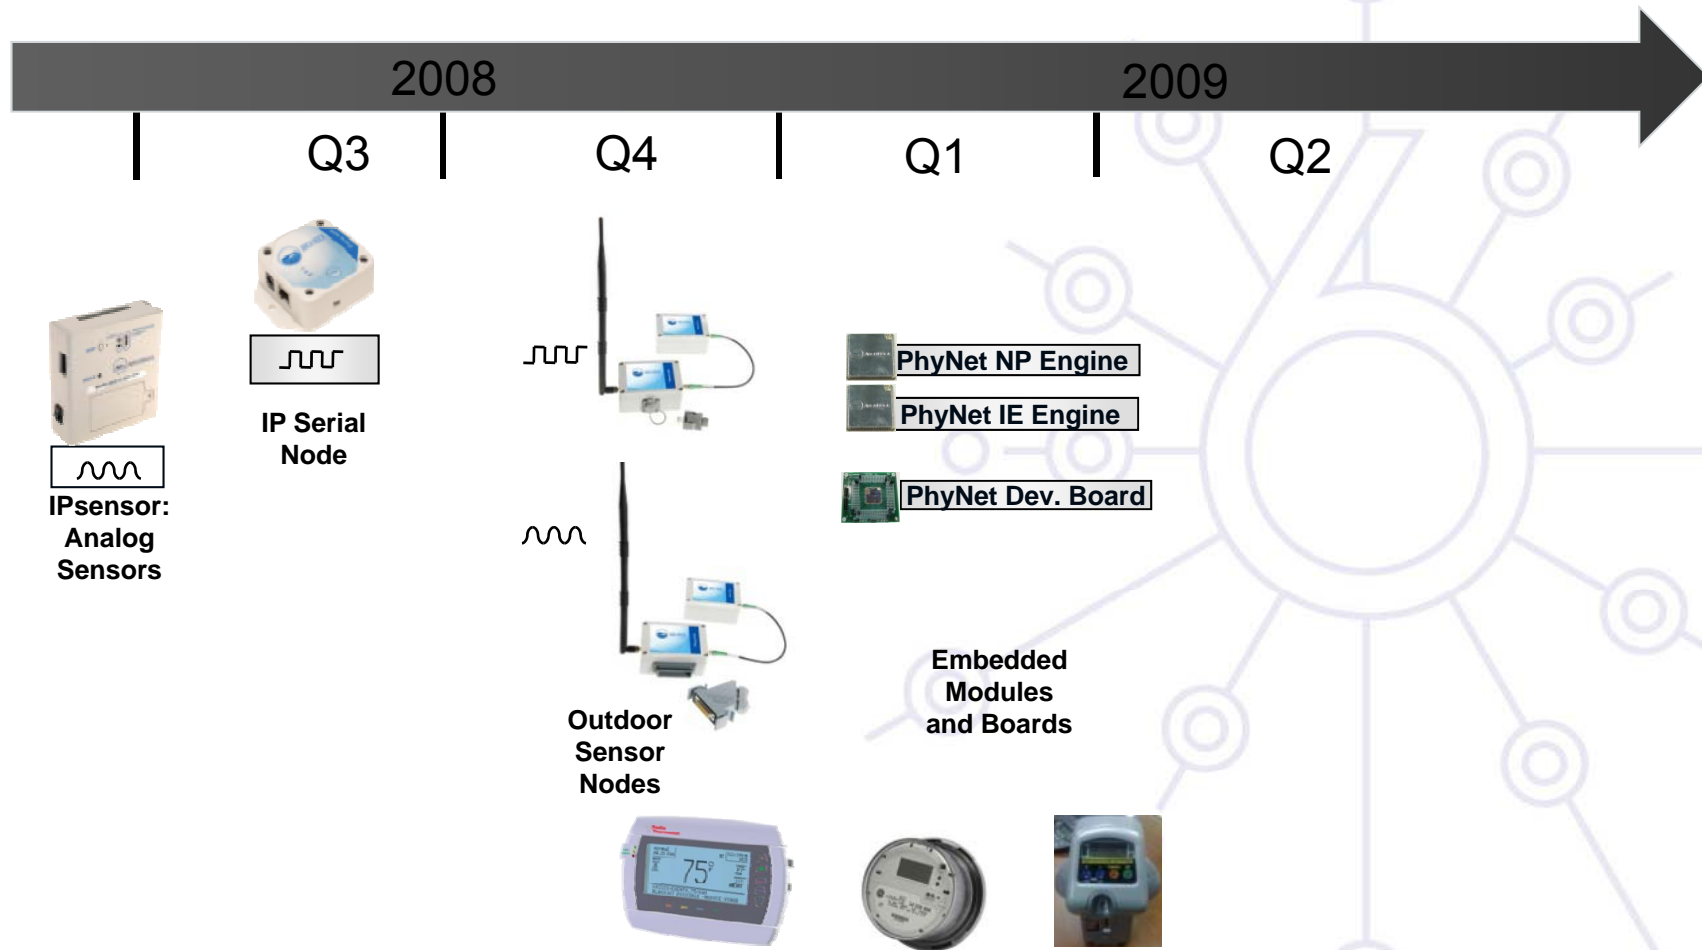 2008
2009
Q3
Q4
Q1
Q2
IPsensor:
Analog
Sensors
IP Serial
Node
Outdoor
Sensor
Nodes
PhyNet NP Engine
PhyNet IE Engine
PhyNet Dev. Board
Embedded
Modules
and Boards
75°